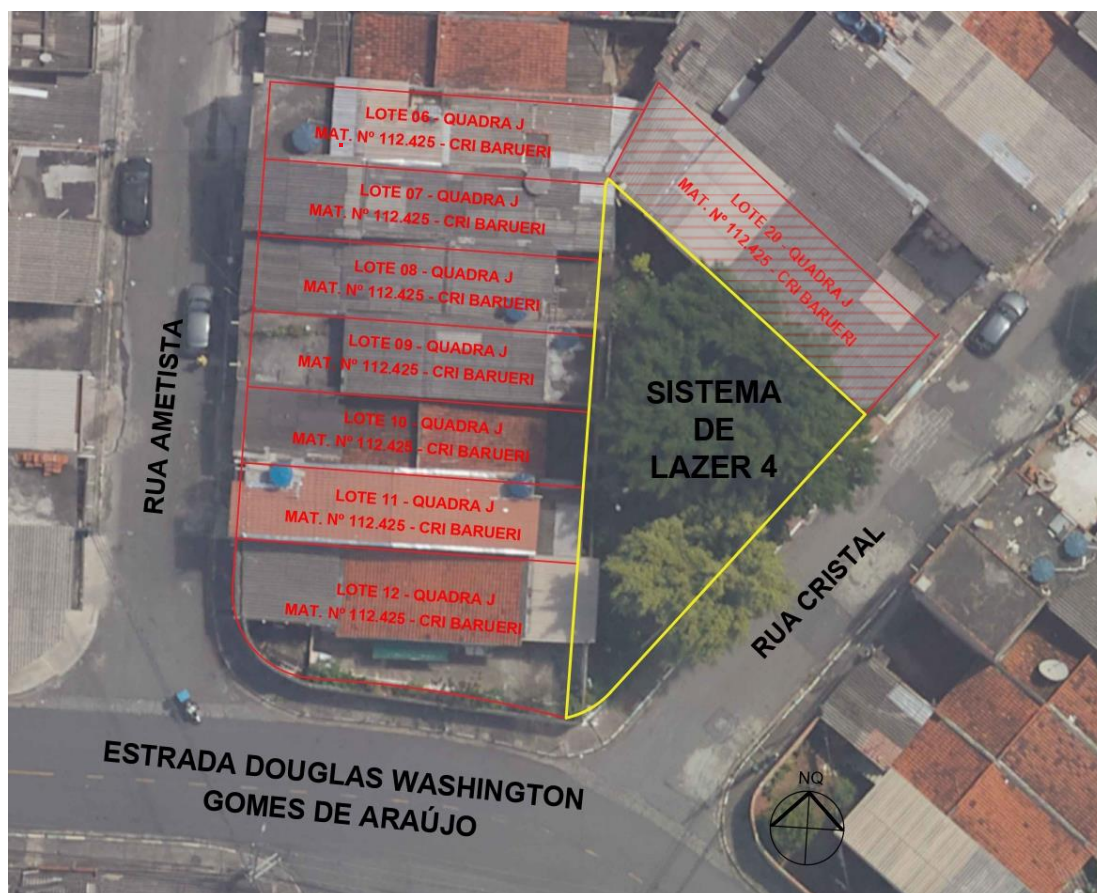 LOTE 06 - QUADRA J
MAT. Nº 112.425 - CRI BARUERI
LOTE 07 - QUADRA J
MAT. Nº 112.425 - CRI BARUERI
LOTE 08 - QUADRA J
MAT. Nº 112.425 - CRI BARUERI
LOTE 09 - QUADRA J
MAT. Nº 112.425 - CRI BARUERI
LOTE 10 - QUADRA J
MAT. Nº 112.425 - CRI BARUERI
LOTE 11 - QUADRA J
MAT. Nº 112.425 - CRI BARUERI
LOTE 12 - QUADRA J
MAT. Nº 112.425 - CRI BARUERI
LOTE 20 - QUADRA J
MAT. Nº 112.425 - CRI BARUERI
SISTEMA
DE
LAZER 4
RUA AMETISTA
RUA CRISTAL
ESTRADA DOUGLAS WASHINGTON
GOMES DE ARAÚJO
NQ